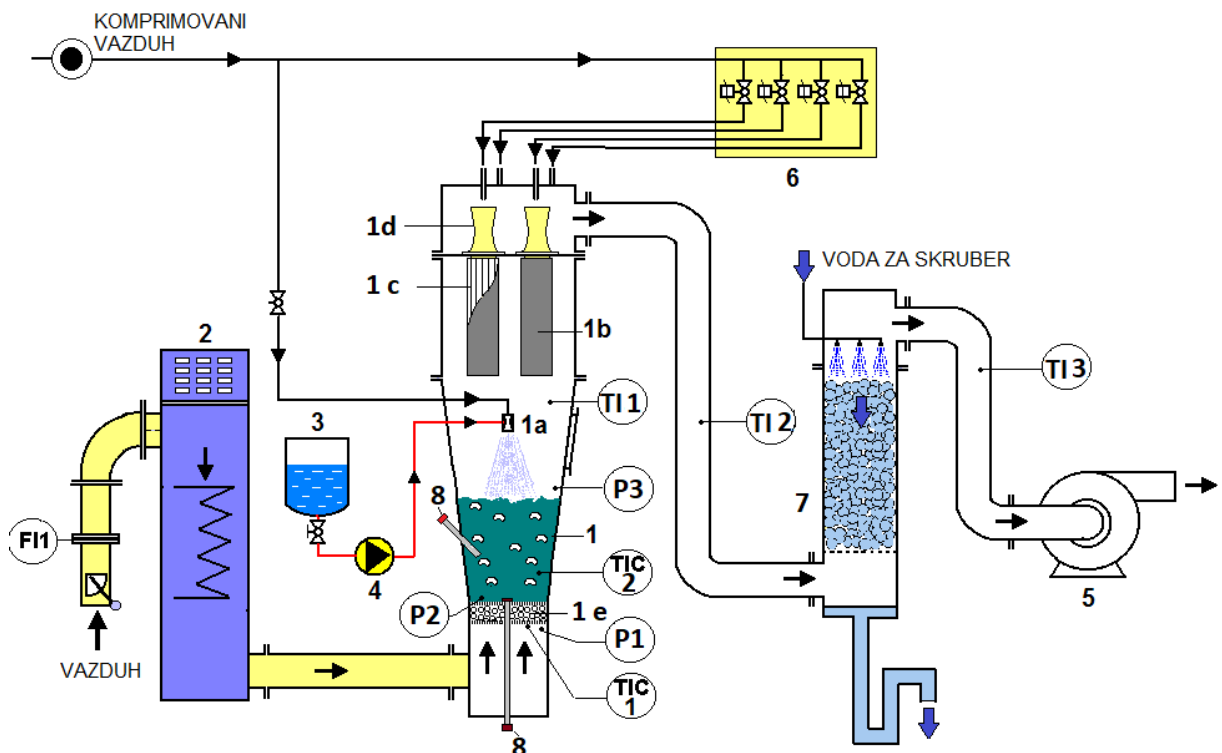 KOMPRIMOVANI
VAZDUH
6
1d
VODA ZA SKRUBER
1 c
2
1b
TI 1
TI 2
TI 3
3
1a
8
P3
7
FI1
1
TIC
2
4
P2
1 e
5
P1
VAZDUH
TIC
1
8